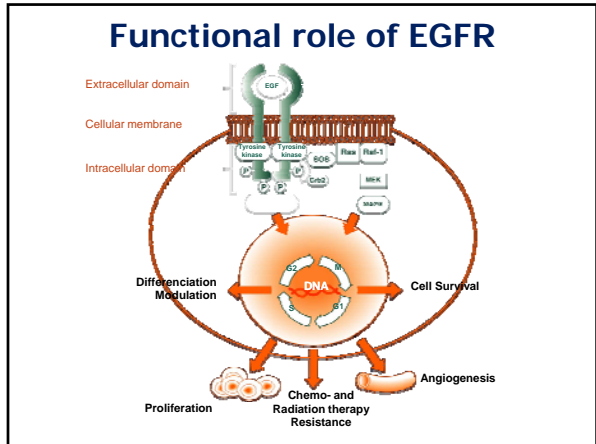 Functional role of EGFR
Extracellular domain
EGF
Cellular membrane
Tyrosine
kinase
Tyrosine
kinase
SOS
Ras
Raf-1
Intracellular domain
P
P
P
P
Grb2
MEK
MAPK
G2
M
DNA
S
G1
Differenciation
Modulation
Cell Survival
Proliferation
Chemo- and
Radiation therapy
Resistance
Angiogenesis